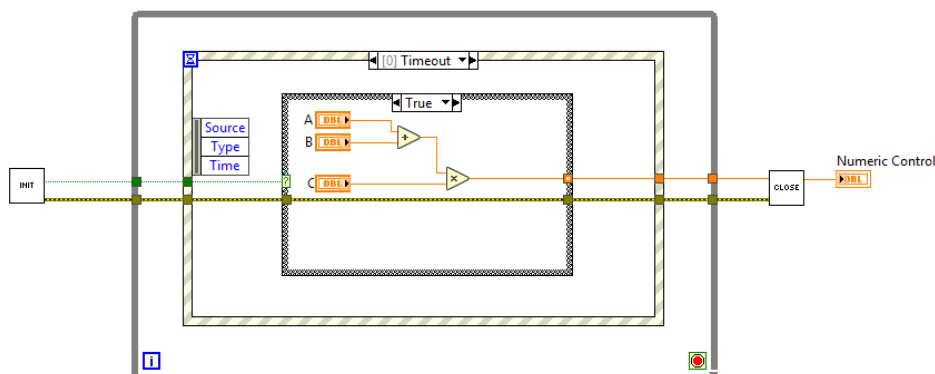 [0] Timeout
True
A DBL
Source
B DBL
Type
Time
C DBL
?
+
×
INIT
CLOSE
Numeric Control
DBL
i